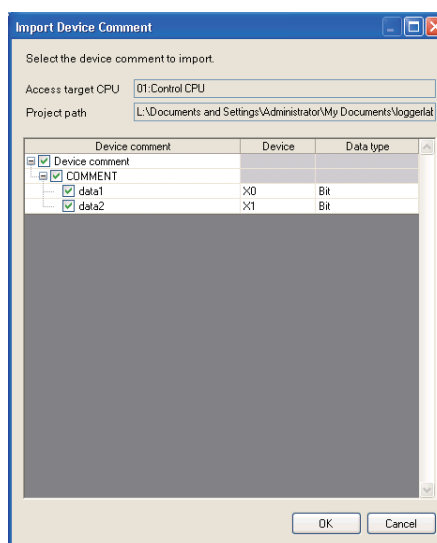 Import Device Comment
Select the device comment to import.
Access target CPU 01:Control CPU
Project path L:\Documents and Settings\Administrator\My Documents\loggerlab
Device comment Device Data type
Device comment
COMMENT
data1 X0 Bit
data2 X1 Bit
OK Cancel